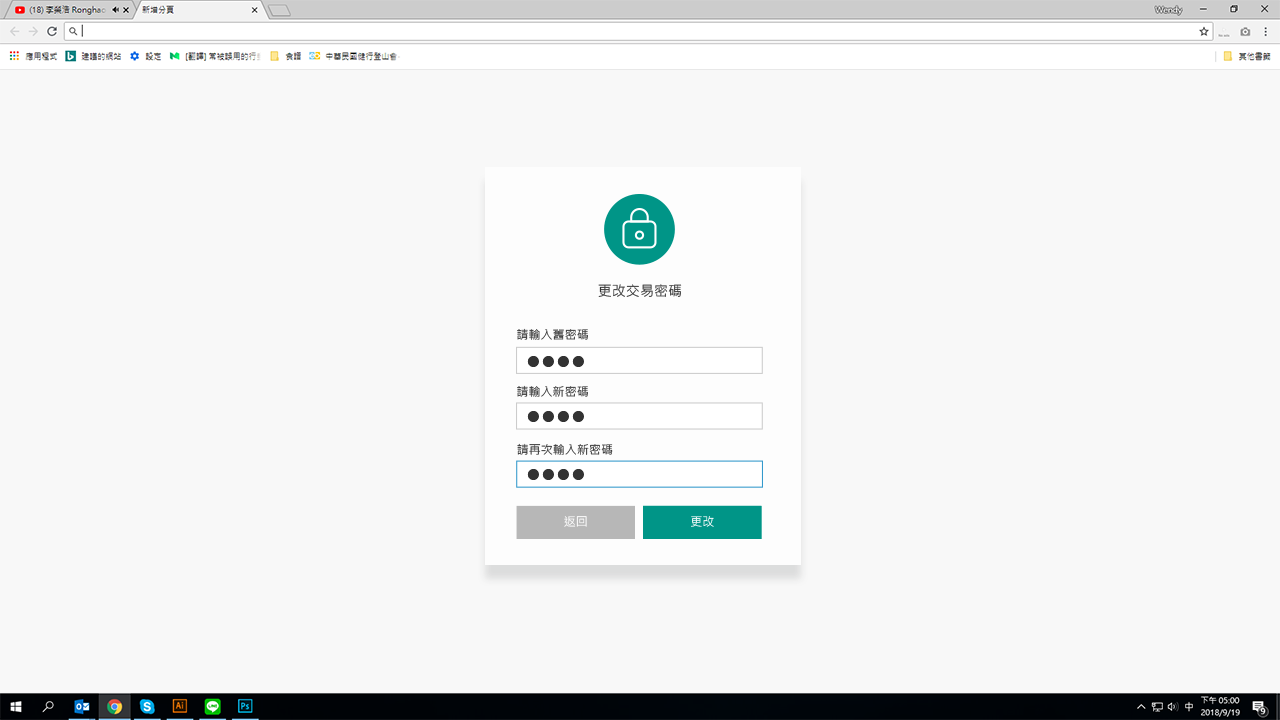 (18) 李榮浩 Ronghao
新增分頁
Wendy
應用程式
建議的網站
設定
[翻譯] 常被誤用的行
食譜
中華民國健行登山會
其他書籤
更改交易密碼
請輸入舊密碼
請輸入新密碼
請再次輸入新密碼
返回
更改
Ai
Ps
中
下午 05:00
2018/9/19
9